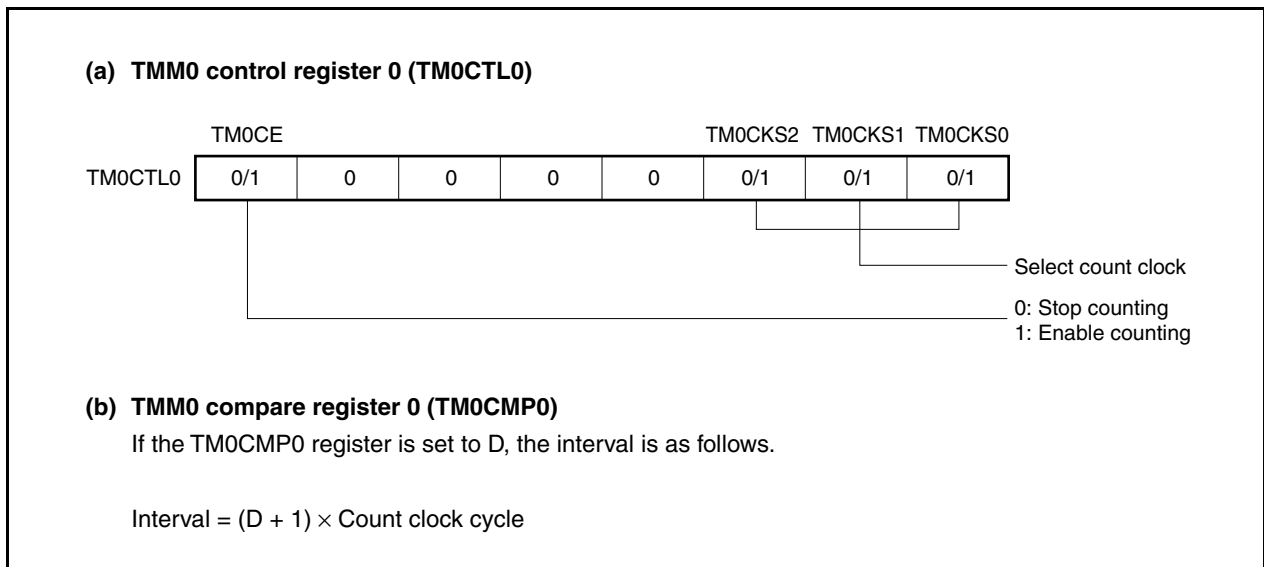 (a) TMM0 control register 0 (TM0CTL0)
TM0CE TM0CKS2 TM0CKS1 TM0CKS0
TM0CTL0 0/1 0 0 0 0 0/1 0/1 0/1
Select count clock
0: Stop counting
1: Enable counting
(b) TMM0 compare register 0 (TM0CMP0)
If the TM0CMP0 register is set to D, the interval is as follows.
Interval = (D + 1) × Count clock cycle